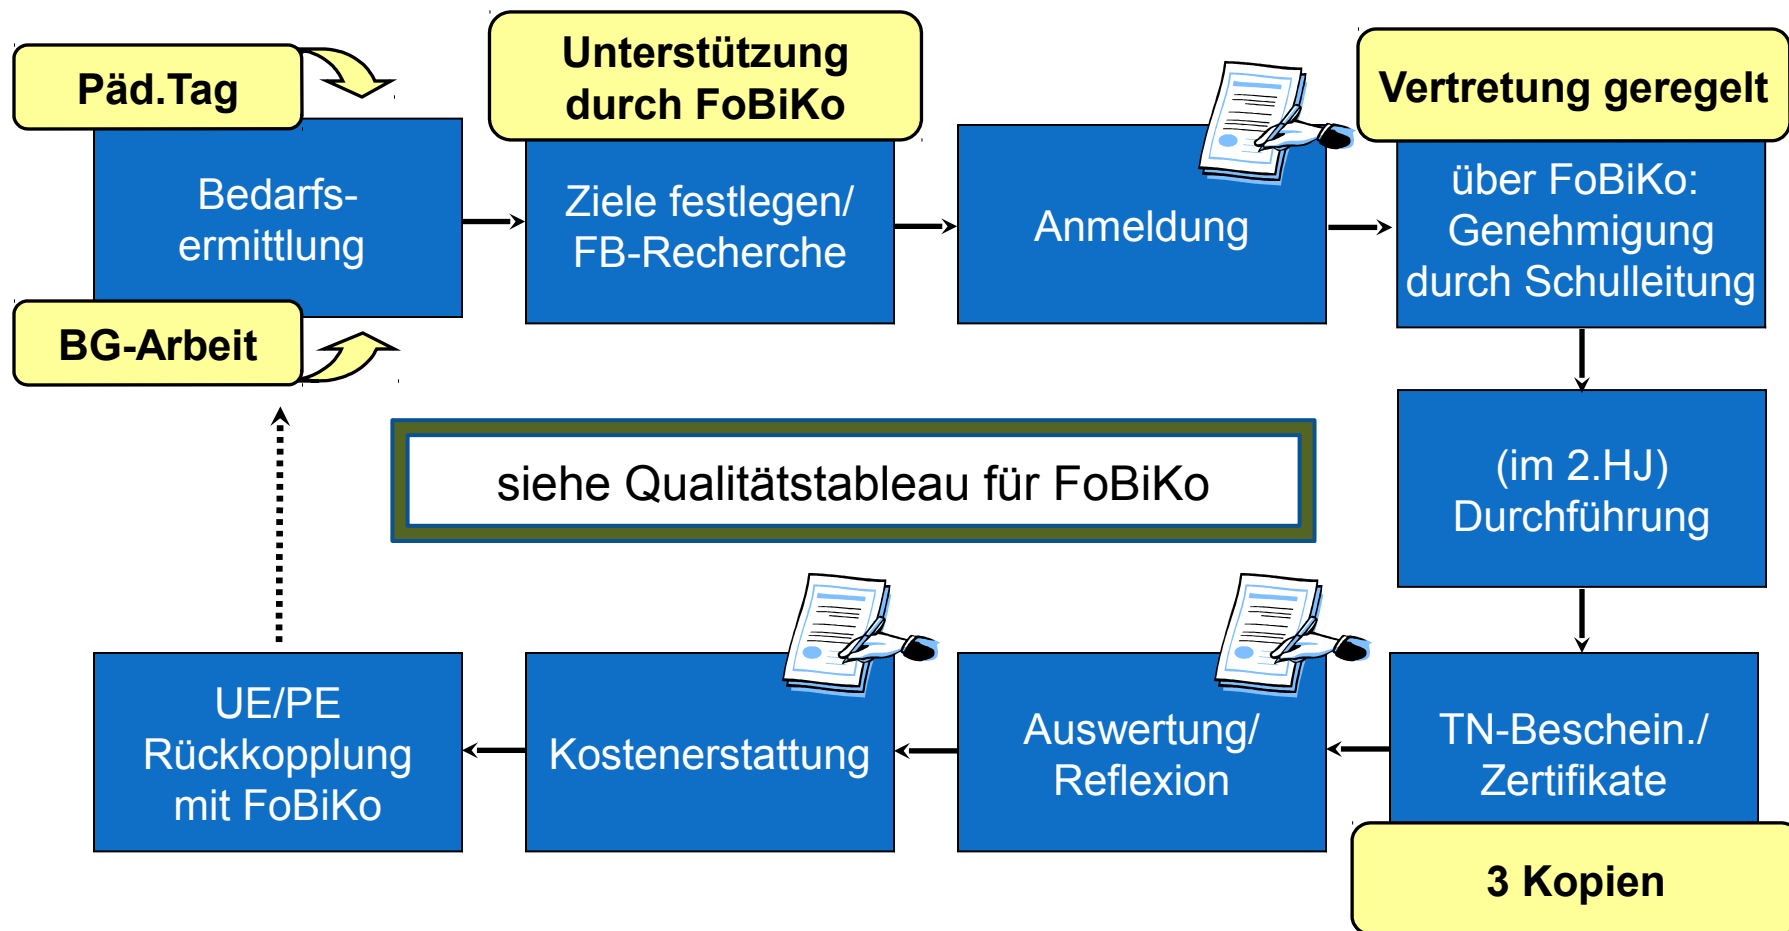 Päd.Tag
Bedarfs-
ermittlung
BG-Arbeit
Unterstützung
durch FoBiKo
Ziele festlegen/
FB-Recherche
Anmeldung
Vertretung geregelt
über FoBiKo:
Genehmigung
durch Schulleitung
siehe Qualitätstableau für FoBiKo
(im 2.HJ)
Durchführung
TN-Beschein./
Zertifikate
3 Kopien
Auswertung/
Reflexion
Kostenerstattung
UE/PE
Rückkopplung
mit FoBiKo